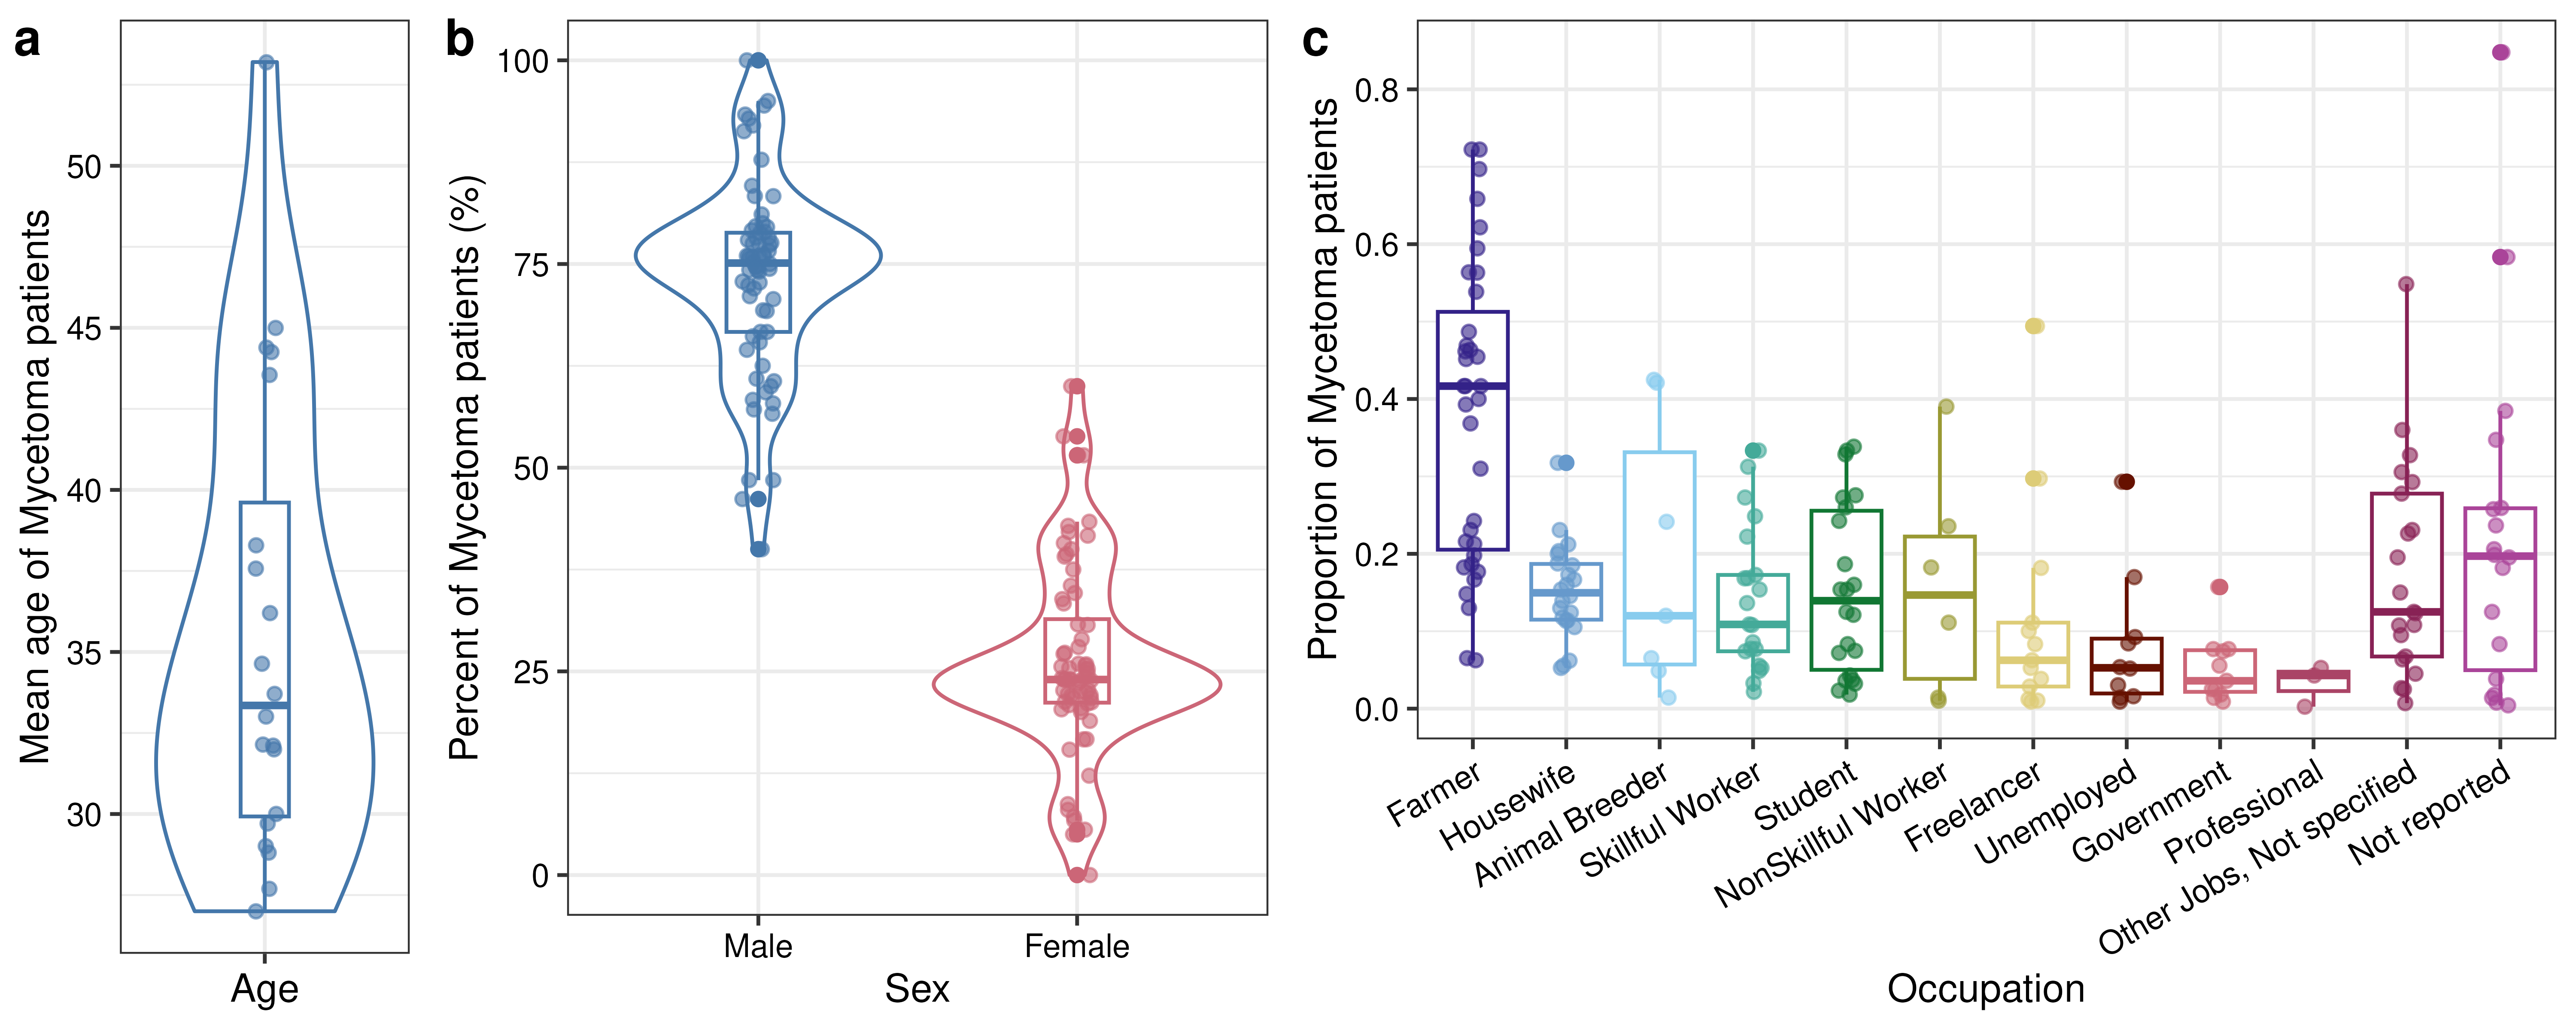 a
Mean age of Mycetoma patients
50
45
40
35
30
Age
b
Percent of Mycetoma patients (%)
100
75
50
25
0
Male
Female
Sex
c
Proportion of Mycetoma patients
0.8
0.6
0.4
0.2
0.0
Farmer
Housewife
Animal Breeder
Skillful Worker
Student
NonSkillful Worker
Freelancer
Unemployed
Government
Professional
Other Jobs, Not specified
Not reported
Occupation